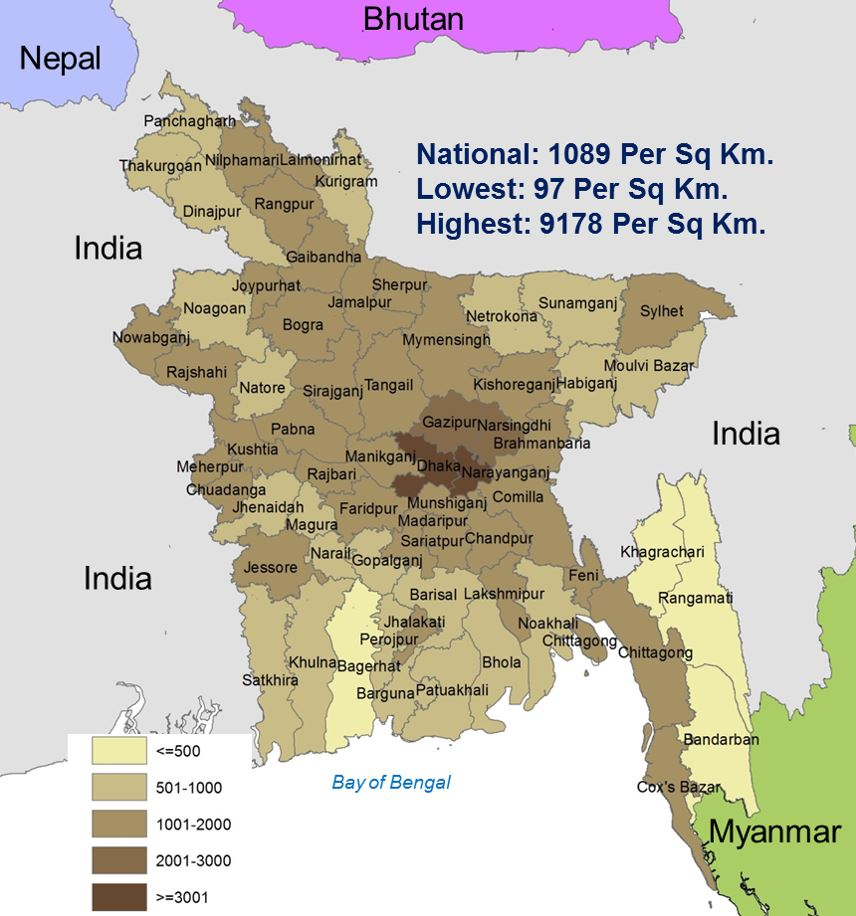 Bhutan
Nepal
Panchagharh
National: 1089 Per Sq Km.
Thakurgoan
Nilphamari
Lalmonirhat
Kurigram
Lowest: 97 Per Sq Km.
Dinajpur
Rangpur
Highest: 9178 Per Sq Km.
India
Gaibandha
Joypurhat
Sherpur
Jamalpur
Noagoan
Netrokona
Sunamganj
Sylhet
Bogra
Nowabganj
Mymensingh
Rajshahi
Moulvi Bazar
Natore
Sirajganj
Tangail
Kishoreganj
Habiganj
Gazipur
Narsingdhi
India
Pabna
Brahmanbaria
Kushtia
Manikganj
Meherpur
Dhaka
Rajbari
Narayanganj
Chuadanga
Comilla
Jhenaidah
Faridpur
Munshiganj
Magura
Madaripur
Sariatpur
Chandpur
Narail
Gopalganj
Khagrachari
India
Jessore
Feni
Barisal
Lakshmipur
Rangamati
Jhalakati
Noakhali
Perojpur
Chittagong
Chittagong
Khulna
Bagerhat
Bhola
Satkhira
Barguna
Patuakhali
Bandarban
<=500
501-1000
Bay of Bengal
Cox's Bazar
1001-2000
Myanmar
2001-3000
>=3001